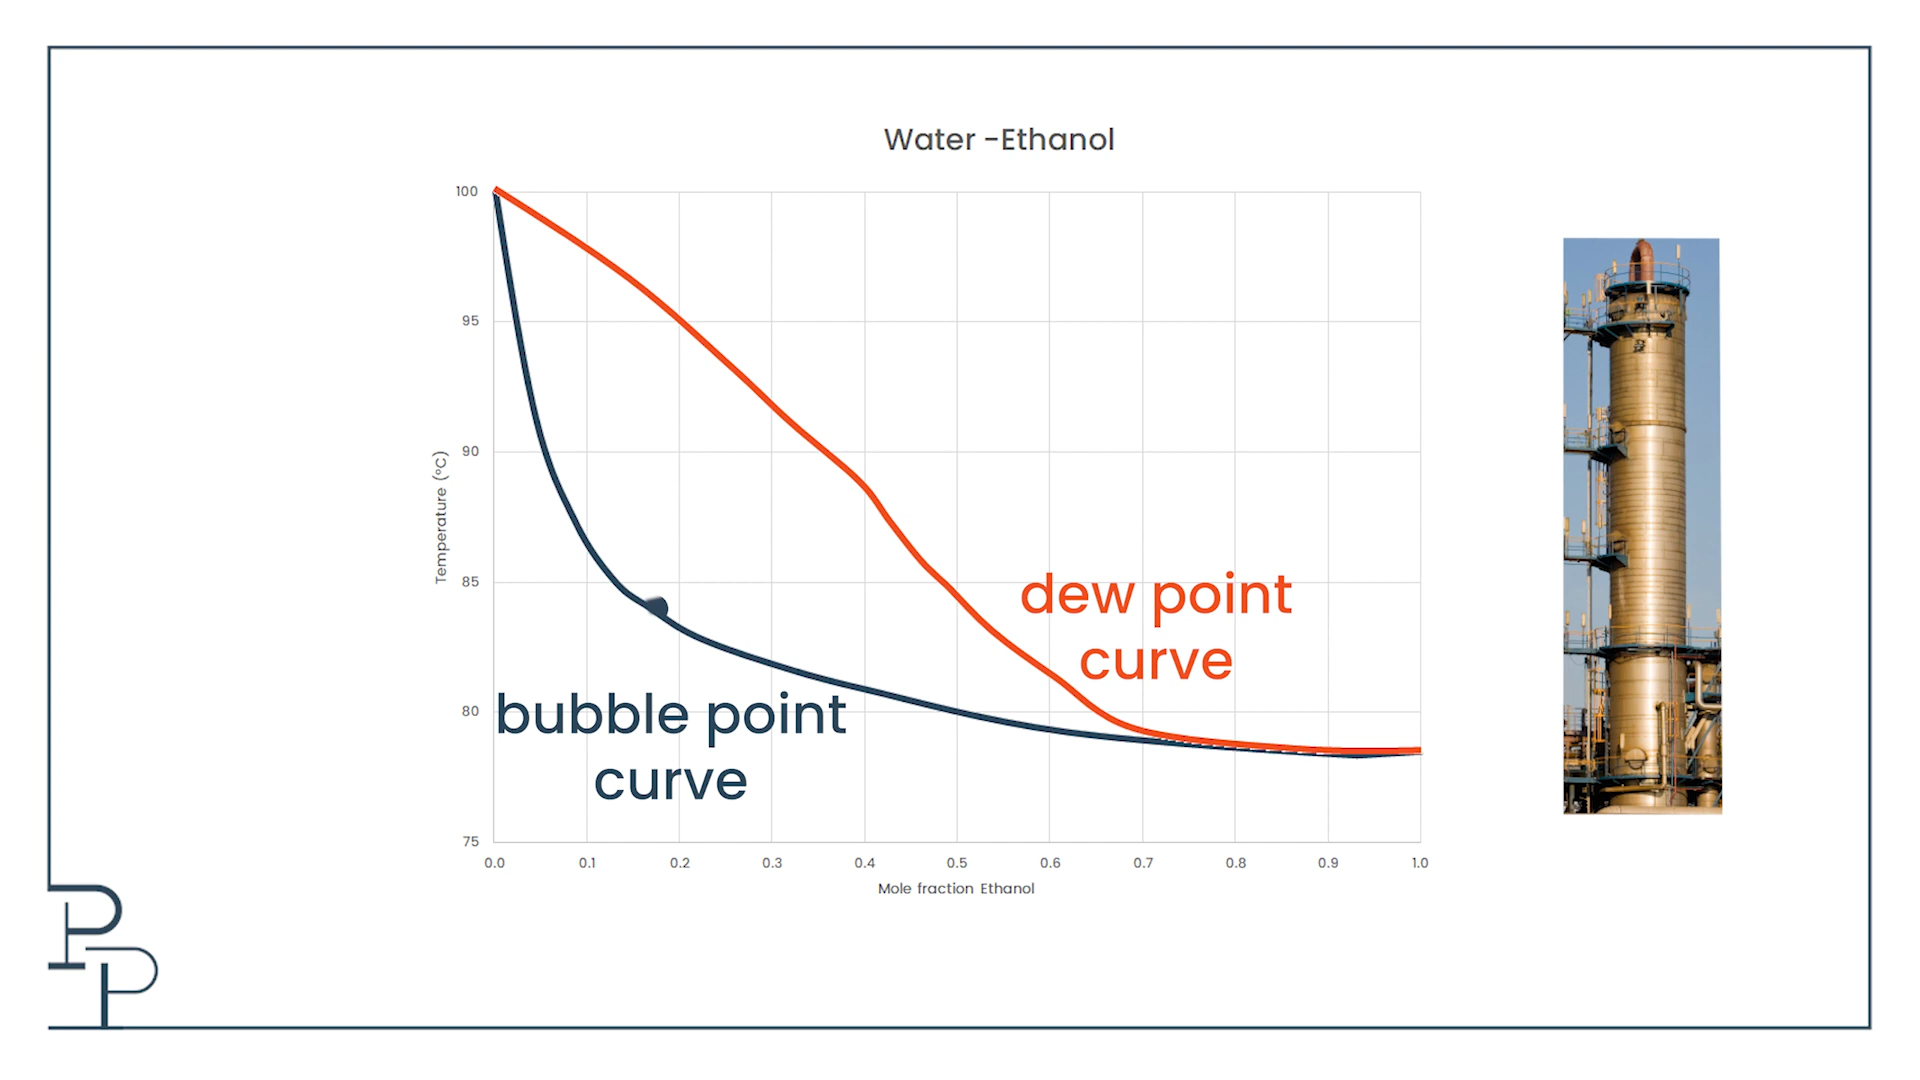 Water -Ethanol
100
95
90
85
80
75
Temperature (°C)
dew point
curve
bubble point
curve
0.0 0.1 0.2 0.3 0.4 0.5 0.6 0.7 0.8 0.9 1.0
Mole fraction Ethanol
PP